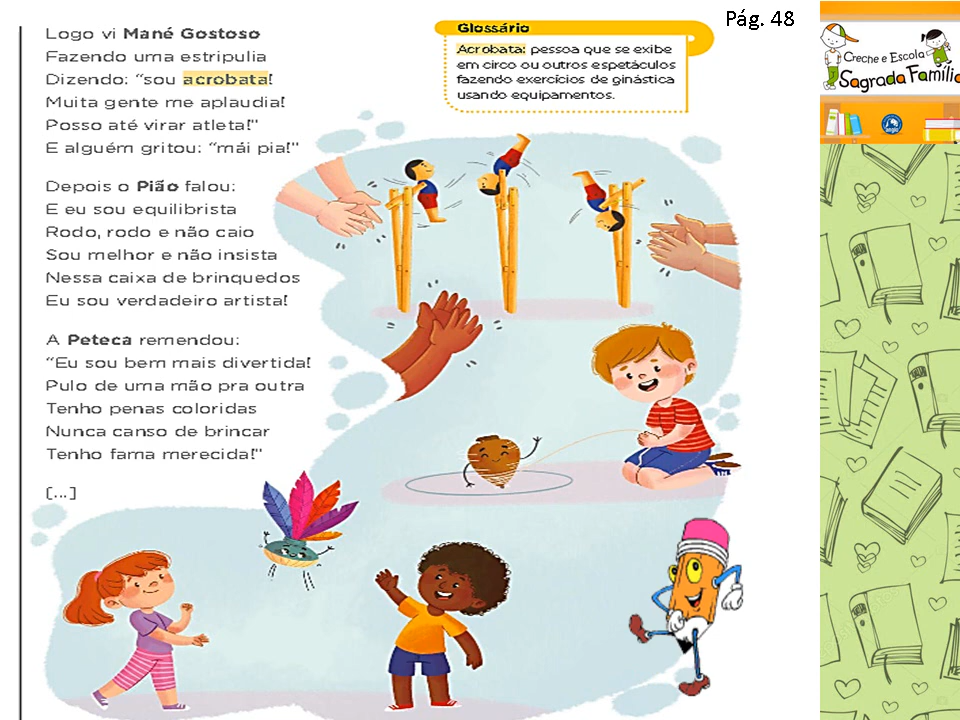 Pág. 48
Logo vi Mané Gostoso
Fazendo uma estripulia
Dizendo: “sou acrobata!
Muita gente me aplaudia!
Posso até virar atleta!”
E alguém gritou: “mái pia!”
Depois o Pião falou:
E eu sou equilibrista
Rodo, rodo e não caio
Sou melhor e não insista
Nessa caixa de brinquedos
Eu sou verdadeiro artista!
A Peteca remendou:
“Eu sou bem mais divertida!
Pulo de uma mão pra outra
Tenho penas coloridas
Nunca canso de brincar
Tenho fama merecida!”
[...]
Glossário
Acrobata: pessoa que se exibe
em circo ou outros espetáculos
fazendo exercícios de ginástica
usando equipamentos.
Creche e Escola
Sagrada Família
anglo